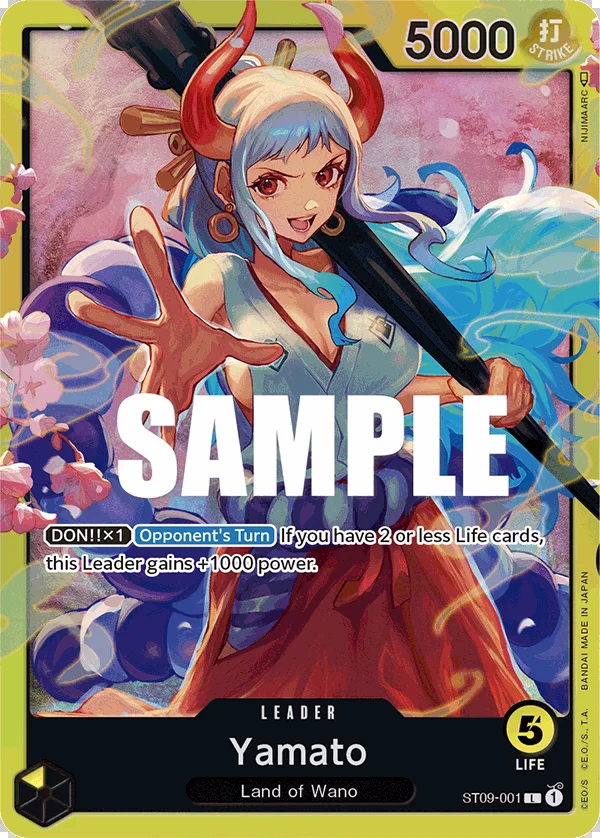 5000
打
STRIKE
NIJIMAARC
SAMPLE
DON!!×1 Opponent's Turn If you have 2 or less Life cards,
this Leader gains +1000 power.
LEADER
Yamato
Land of Wano
5
LIFE
ST09-001 L 1
©EO/S ©E.O./S., T.A. BANDAI MADE IN JAPAN